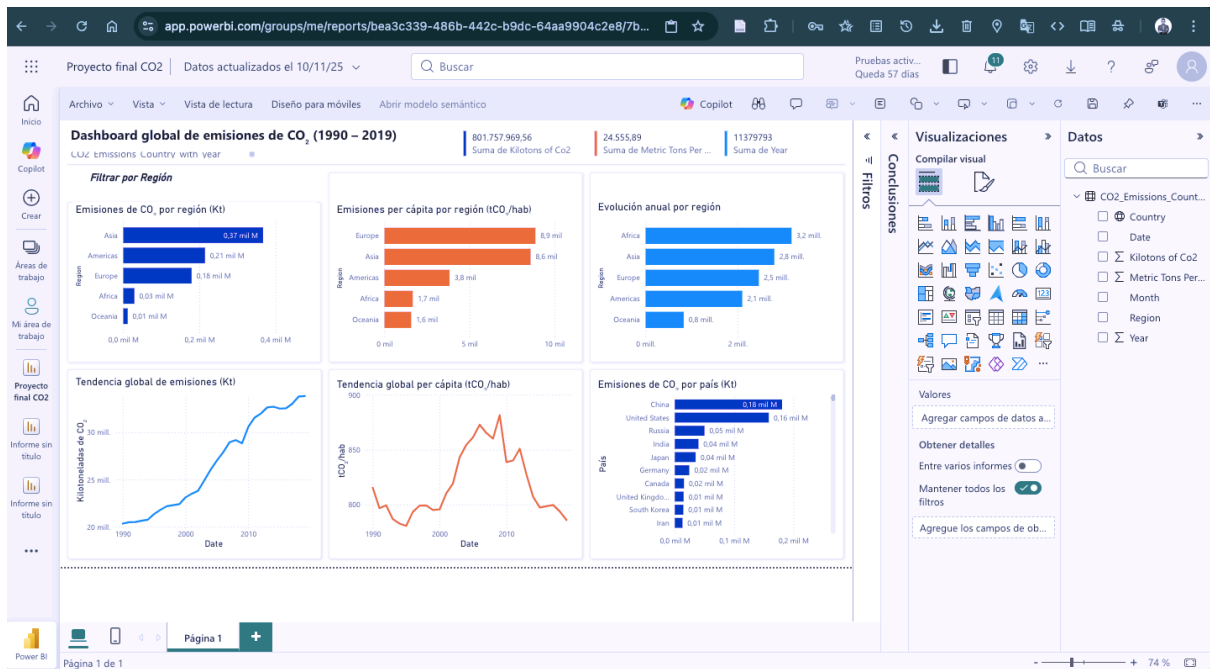 app.powerbi.com/groups/me/reports/bea3c339-486b-442c-b9dc-64aa9904c2e8/7b...
Proyecto final CO2 | Datos actualizados el 10/11/25
Buscar
Pruebas activ...
Queda 57 días
11
Inicio
Copilot
Crear
Áreas de trabajo
Mi área de trabajo
Proyecto final CO2
Informe sin título
Informe sin título
Power BI
Archivo Vista Vista de lectura Diseño para móviles Abrir modelo semántico Copilot
Dashboard global de emisiones de CO₂ (1990 – 2019)
CO2 Emissions Country with year
801.757.969,56
Suma de Kilotons of Co2
24.555,89
Suma de Metric Tons Per ...
11379793
Suma de Year
Filtrar por Región
Emisiones de CO₂ por región (Kt)
Region
Asia 0,37 mil M
Americas 0,21 mil M
Europe 0,18 mil M
Africa 0,03 mil M
Oceania 0,01 mil M
0,0 mil M 0,2 mil M 0,4 mil M
Emisiones per cápita por región (tCO₂/hab)
Region
Europe 8,9 mil
Asia 8,6 mil
Americas 3,8 mil
Africa 1,7 mil
Oceania 1,6 mil
0 mil 5 mil 10 mil
Evolución anual por región
Region
Africa 3,2 mill.
Asia 2,8 mill.
Europe 2,5 mill.
Americas 2,1 mill.
Oceania 0,8 mill.
0 mill. 2 mill.
Tendencia global de emisiones (Kt)
Kilotoneladas de CO₂
30 mill.
25 mill.
20 mill.
1990 2000 2010
Date
Tendencia global per cápita (tCO₂/hab)
tCO₂/hab
900
850
800
1990 2000 2010
Date
Emisiones de CO₂ por país (Kt)
País
China 0,18 mil M
United States 0,16 mil M
Russia 0,05 mil M
India 0,04 mil M
Japan 0,04 mil M
Germany 0,02 mil M
Canada 0,02 mil M
United Kingdo... 0,01 mil M
South Korea 0,01 mil M
Iran 0,01 mil M
0,0 mil M 0,1 mil M 0,2 mil M
Filtros
Conclusiones
Visualizaciones
Compilar visual
123
Valores
Agregar campos de datos a...
Obtener detalles
Entre varios informes
Mantener todos los filtros
Agregue los campos de ob...
Datos
Buscar
CO2_Emissions_Count...
Country
Date
Kilotons of Co2
Metric Tons Per...
Month
Region
Year
Página 1
Página 1 de 1
74 %